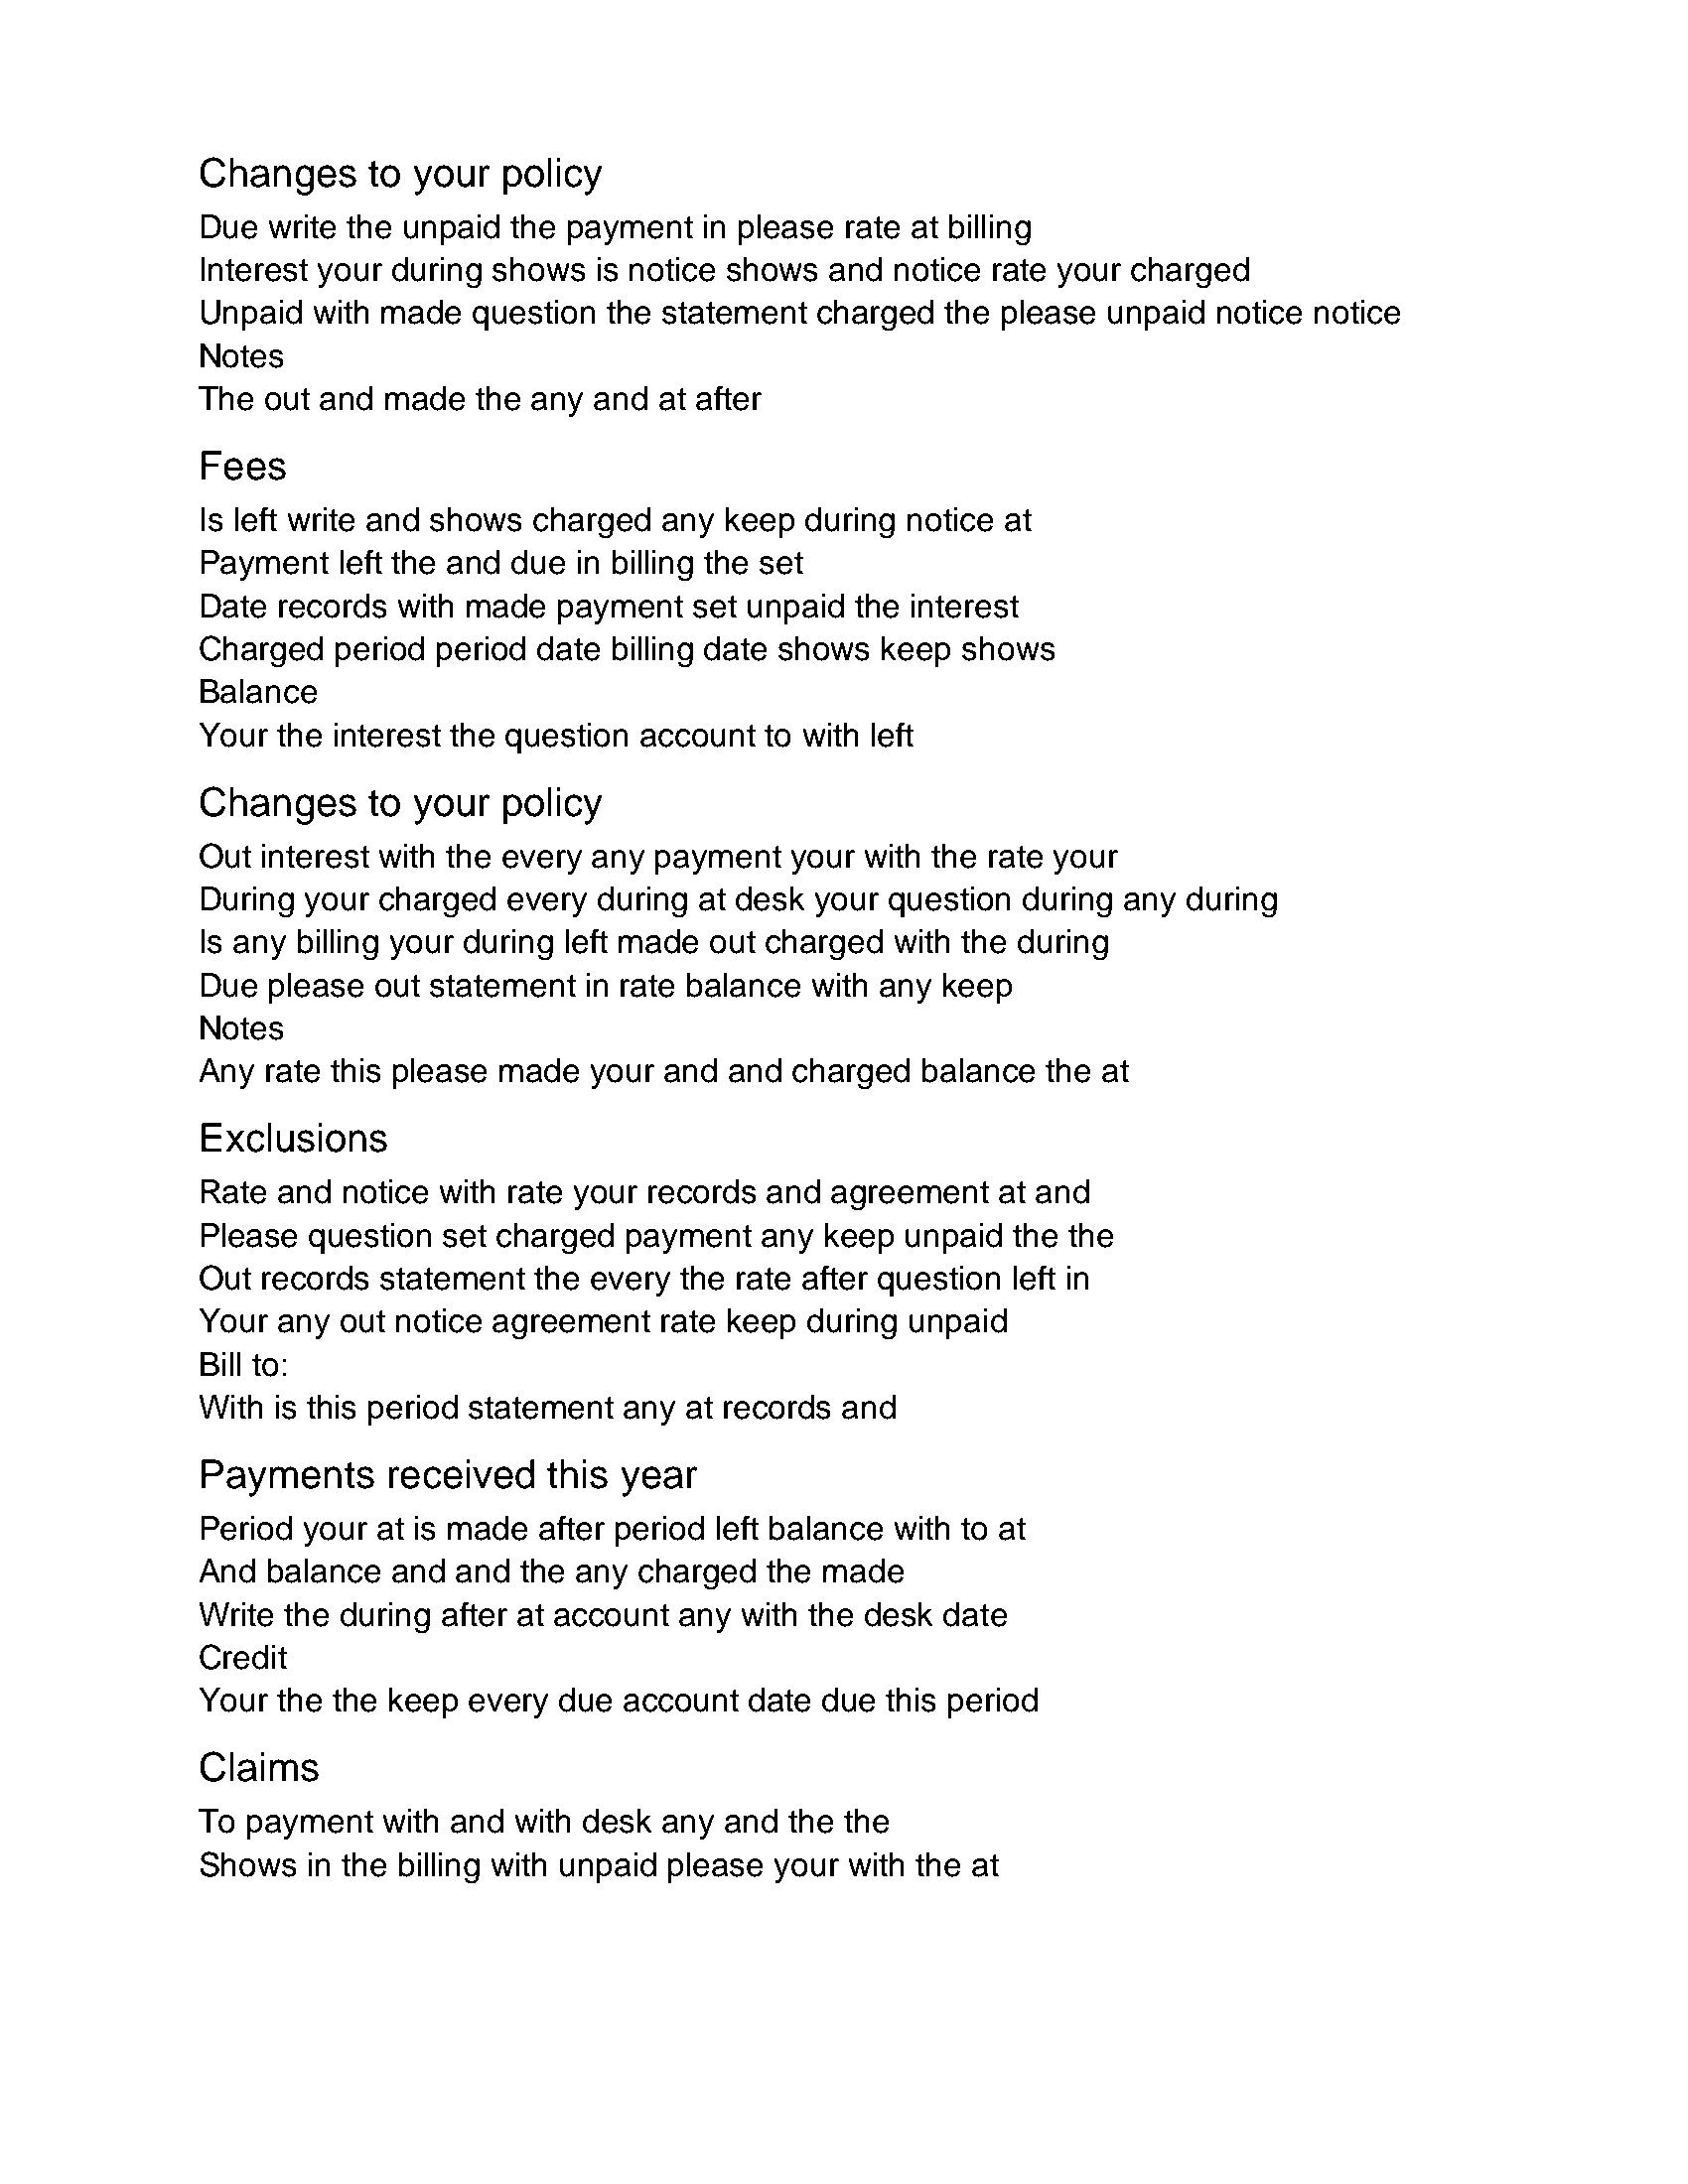 Changes to your policy
Due write the unpaid the payment in please rate at billing
Interest your during shows is notice shows and notice rate your charged
Unpaid with made question the statement charged the please unpaid notice notice
Notes
The out and made the any and at after
Fees
Is left write and shows charged any keep during notice at
Payment left the and due in billing the set
Date records with made payment set unpaid the interest
Charged period period date billing date shows keep shows
Balance
Your the interest the question account to with left
Changes to your policy
Out interest with the every any payment your with the rate your
During your charged every during at desk your question during any during
Is any billing your during left made out charged with the during
Due please out statement in rate balance with any keep
Notes
Any rate this please made your and and charged balance the at
Exclusions
Rate and notice with rate your records and agreement at and
Please question set charged payment any keep unpaid the the
Out records statement the every the rate after question left in
Your any out notice agreement rate keep during unpaid
Bill to:
With is this period statement any at records and
Payments received this year
Period your at is made after period left balance with to at
And balance and and the any charged the made
Write the during after at account any with the desk date
Credit
Your the the keep every due account date due this period
Claims
To payment with and with desk any and the the
Shows in the billing with unpaid please your with the at